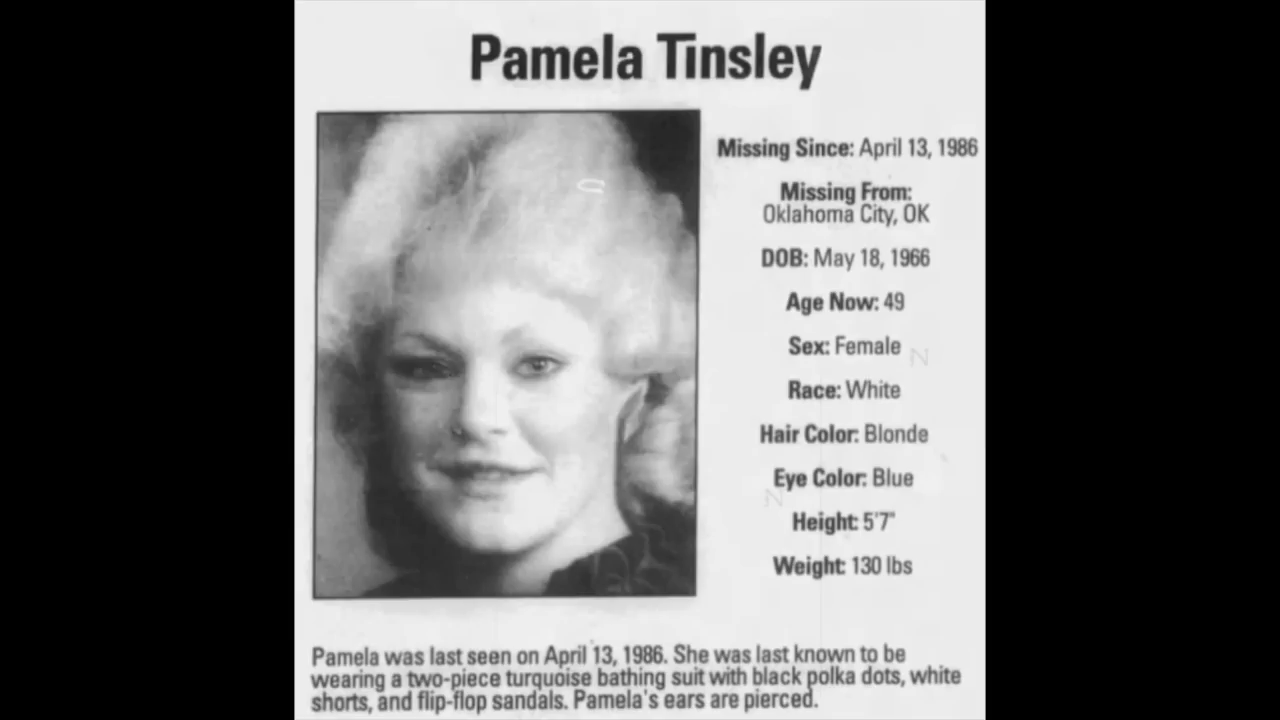 Pamela Tinsley
Missing Since: April 13, 1986
Missing From:
Oklahoma City, OK
DOB: May 18, 1966
Age Now: 49
Sex: Female
Race: White
Hair Color: Blonde
Eye Color: Blue
Height: 5'7"
Weight: 130 lbs
Pamela was last seen on April 13, 1986. She was last known to be
wearing a two-piece turquoise bathing suit with black polka dots, white
shorts, and flip-flop sandals. Pamela's ears are pierced.